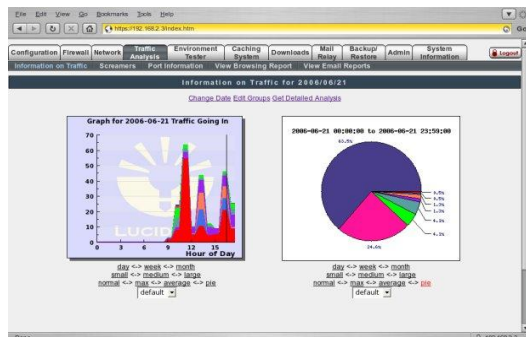 File Edit View Go Bookmarks Tools Help
https://192.168.2.3/index.htm
Go
Configuration Firewall Network Traffic Analysis Environment Tester Caching System Downloads Mail Relay Backup/Restore Admin System Information Logout
Information on Traffic Screamers Port Information View Browsing Report View Email Reports
Information on Traffic for 2006/06/21
Change Date Edit Groups Get Detailed Analysis
Graph for 2006-06-21 Traffic Going In
70
60
50
40
30
20
10
0
0 3 6 9 12 15
Hour of Day
LUCID
day <-> week <-> month
small <-> medium <-> large
normal <-> max <-> average <-> pie
default
2006-06-21 00:00:00 to 2006-06-21 23:59:00
24.6%
day <-> week <-> month
small <-> medium <-> large
normal <-> max <-> average <-> pie
default